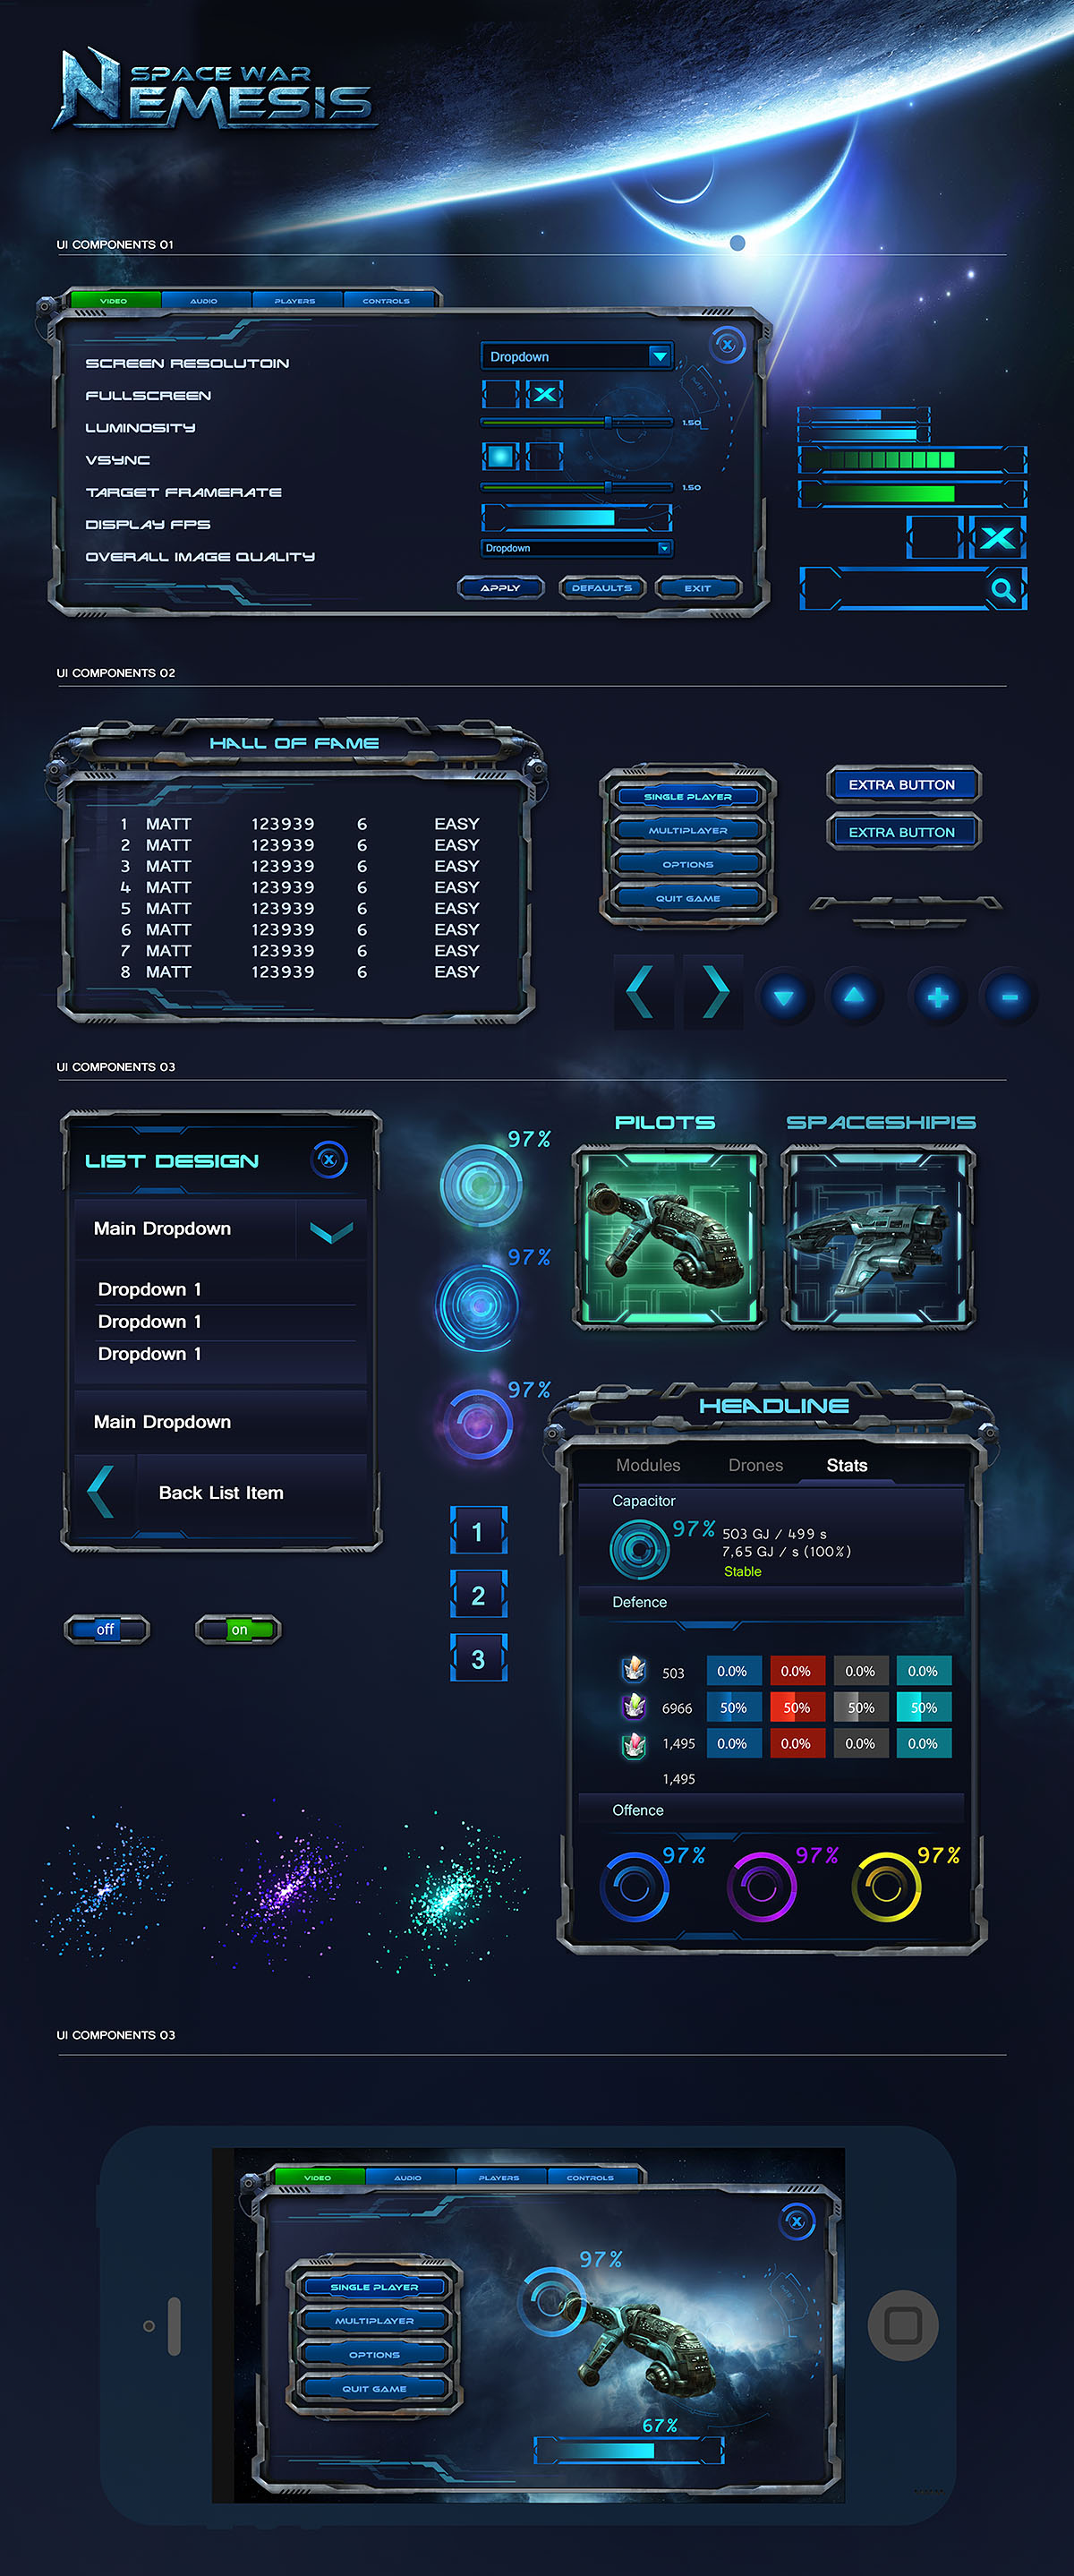 SPACE WAR
NEMESIS
UI COMPONENTS 01
VIDEO AUDIO PLAYERS CONTROLS
X
SCREEN RESOLUTOIN Dropdown
FULLSCREEN X
LUMINOSITY 1.50
VSYNC
TARGET FRAMERATE 1.50
DISPLAY FPS
X
OVERALL IMAGE QUALITY Dropdown
APPLY DEFAULTS EXIT
UI COMPONENTS 02
HALL OF FAME
1 MATT 123939 6 EASY
2 MATT 123939 6 EASY
3 MATT 123939 6 EASY
4 MATT 123939 6 EASY
5 MATT 123939 6 EASY
6 MATT 123939 6 EASY
7 MATT 123939 6 EASY
8 MATT 123939 6 EASY
SINGLE PLAYER
MULTIPLAYER
OPTIONS
QUIT GAME
EXTRA BUTTON
EXTRA BUTTON
UI COMPONENTS 03
LIST DESIGN X
Main Dropdown
Dropdown 1
Dropdown 1
Dropdown 1
Main Dropdown
Back List Item
off on
97%
97%
97%
1
2
3
PILOTS SPACESHIPIS
HEADLINE
Modules Drones Stats
Capacitor
97% 503 GJ / 499 s
7,65 GJ / s (100%)
Stable
Defence
503 0.0% 0.0% 0.0% 0.0%
6966 50% 50% 50% 50%
1,495 0.0% 0.0% 0.0% 0.0%
1,495
Offence
97% 97% 97%
UI COMPONENTS 03
VIDEO AUDIO PLAYERS CONTROLS
X
97%
SINGLE PLAYER
MULTIPLAYER
OPTIONS
QUIT GAME
67%